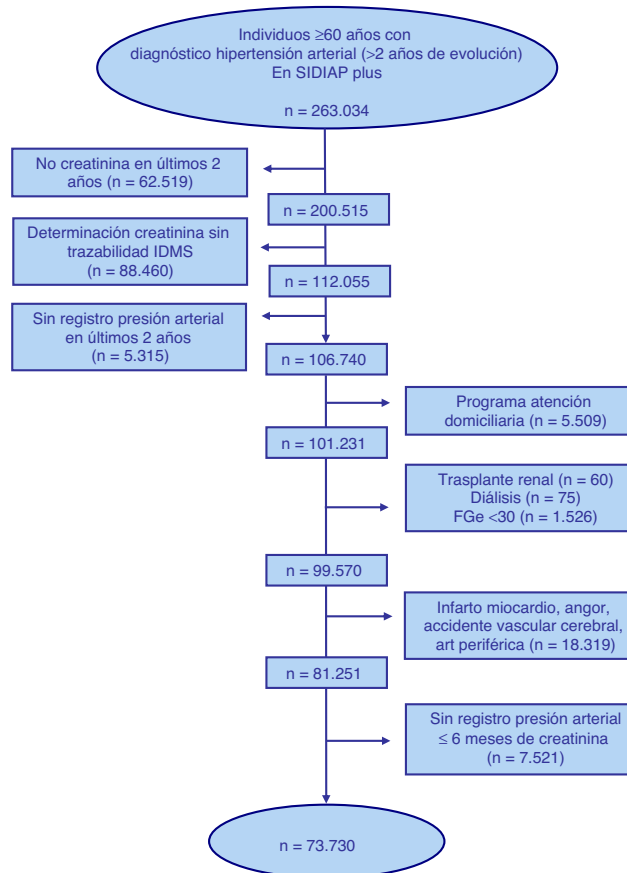 Individuos ≥60 años con
diagnóstico hipertensión arterial (>2 años de evolución)
En SIDIAP plus
n = 263.034
No creatinina en últimos 2
años (n = 62.519)
n = 200.515
Determinación creatinina sin
trazabilidad IDMS
(n = 88.460)
n = 112.055
Sin registro presión arterial
en últimos 2 años
(n = 5.315)
n = 106.740
Programa atención
domiciliaria (n = 5.509)
n = 101.231
Trasplante renal (n = 60)
Diálisis (n = 75)
FGe <30 (n = 1.526)
n = 99.570
Infarto miocardio, angor,
accidente vascular cerebral,
art periférica (n = 18.319)
n = 81.251
Sin registro presión arterial
≤ 6 meses de creatinina
(n = 7.521)
n = 73.730